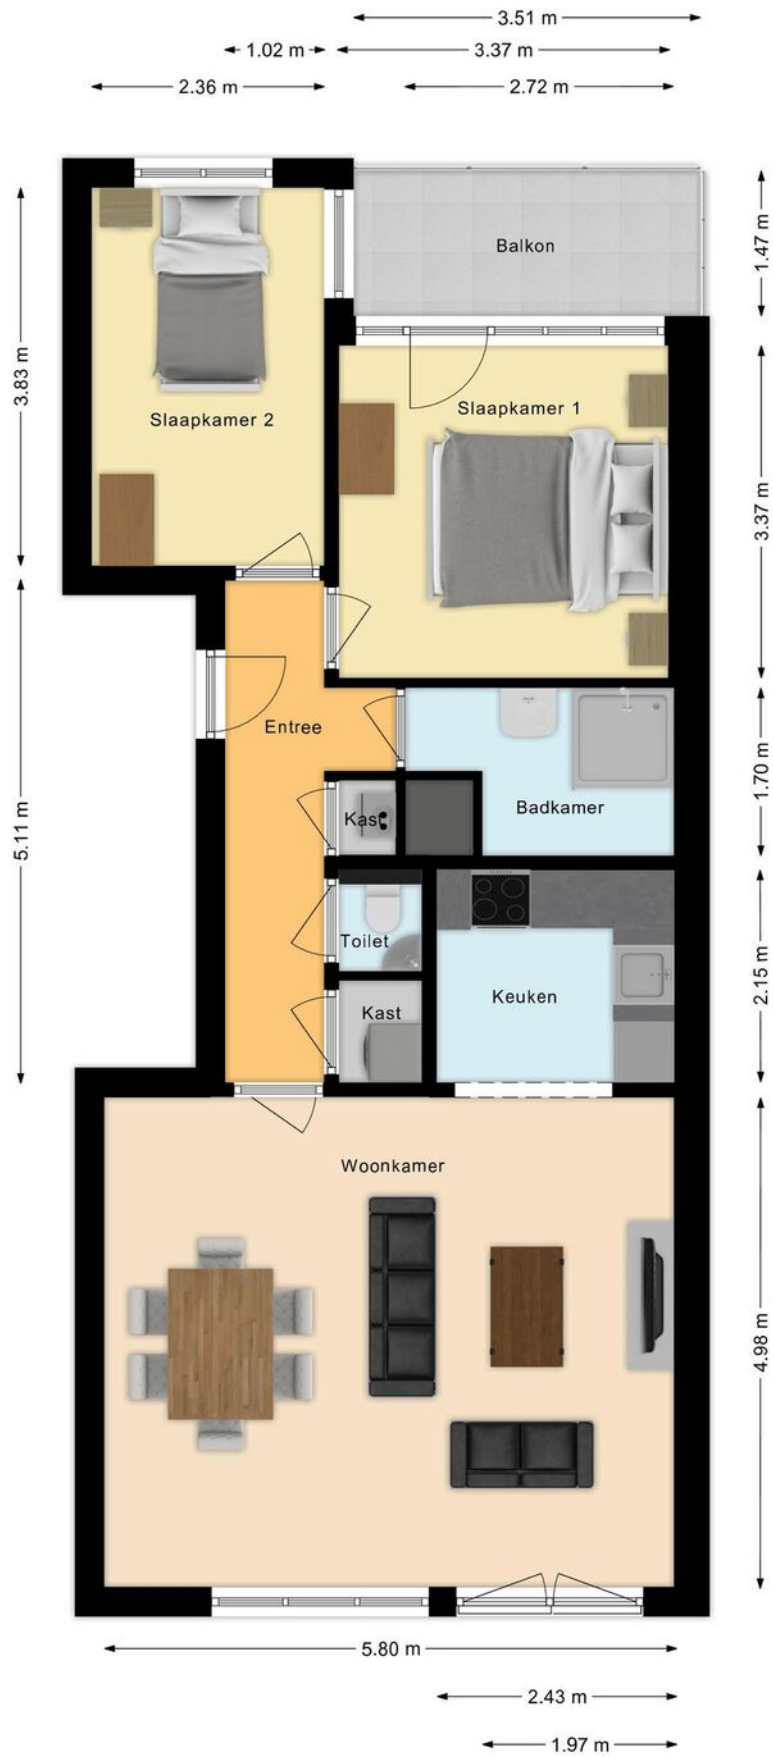 3.51 m
1.02 m
3.37 m
2.36 m
2.72 m
Balkon
1.47 m
3.83 m
Slaapkamer 2
Slaapkamer 1
3.37 m
Entree
Kast
Badkamer
1.70 m
5.11 m
Toilet
Keuken
Kast
2.15 m
Woonkamer
4.98 m
5.80 m
2.43 m
1.97 m